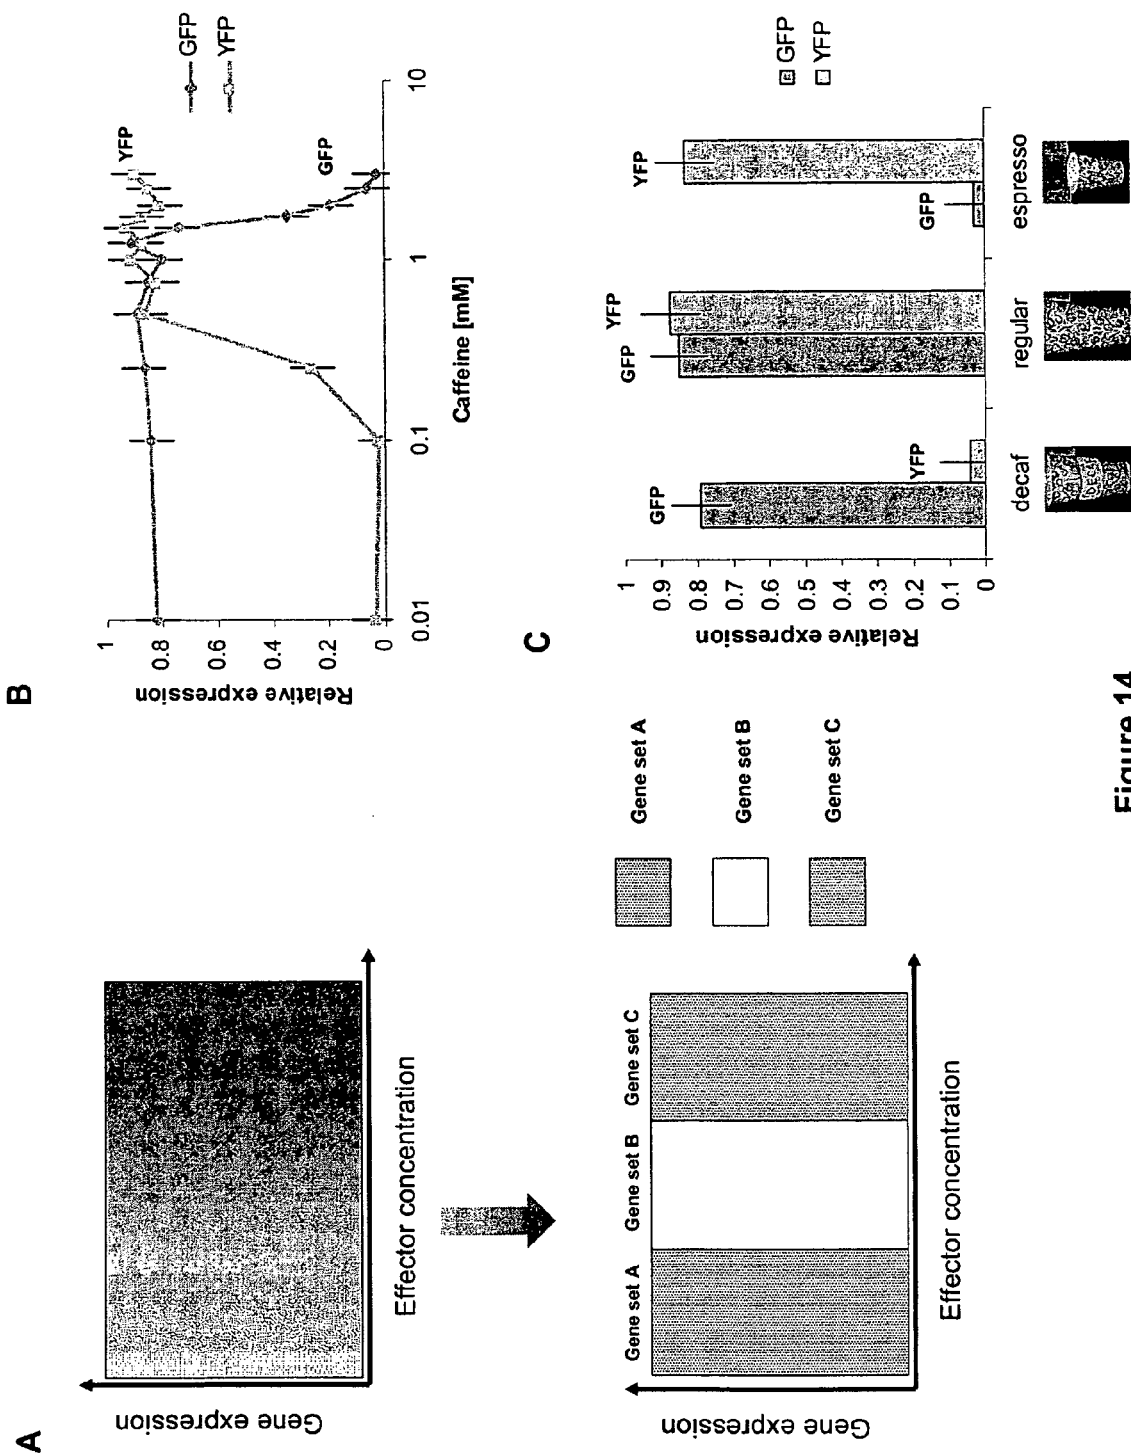 A
Gene expression
Effector concentration
Gene set A
Gene set B
Gene set C
Gene expression
Effector concentration
Gene set A
Gene set B
Gene set C
B
Relative expression
1
0.8
0.6
0.4
0.2
0
0.01
0.1
1
10
Caffeine [mM]
YFP
GFP
GFP
YFP
C
Relative expression
1
0.9
0.8
0.7
0.6
0.5
0.4
0.3
0.2
0.1
0
GFP
YFP
GFP
YFP
GFP
YFP
decaf
regular
espresso
GFP
YFP
Figure 14